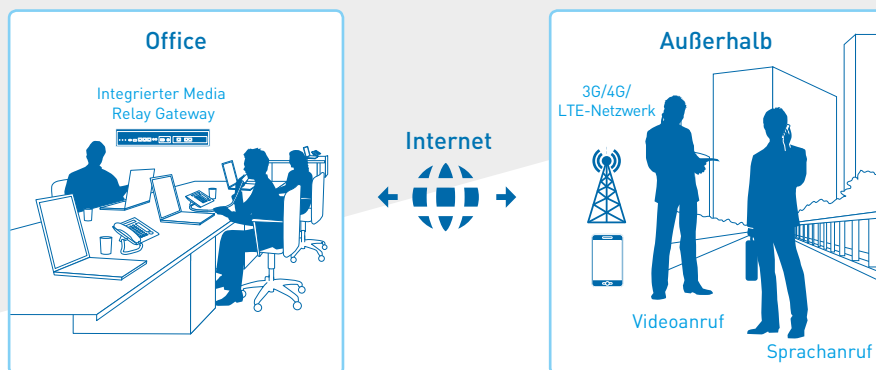 Office
Integrierter Media
Relay Gateway
Internet
Außerhalb
3G/4G/
LTE-Netzwerk
Videoanruf
Sprachanruf